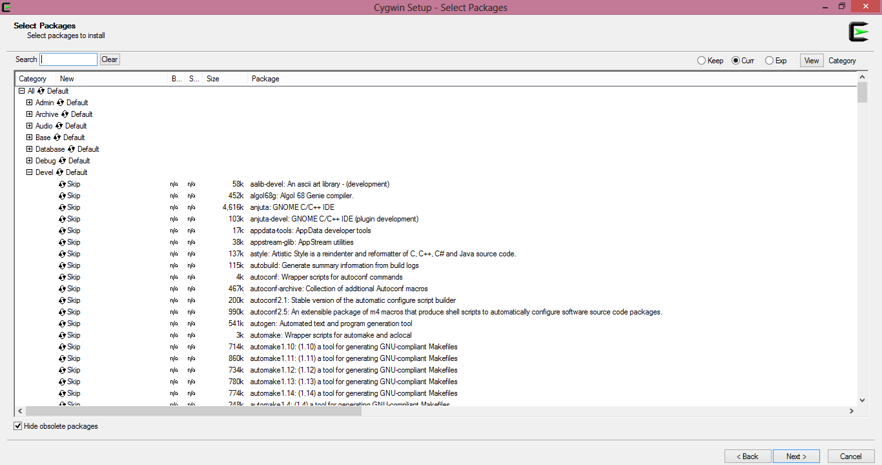 Cygwin Setup - Select Packages
Select Packages
Select packages to install
Search Clear Keep Curr Exp View Category
Category New B... S... Size Package
All Default
Admin Default
Archive Default
Audio Default
Base Default
Database Default
Debug Default
Devel Default
Skip n/a n/a 58k aalib-devel: An ascii art library - (development)
Skip n/a n/a 452k algol68g: Algol 68 Genie compiler.
Skip n/a n/a 4,616k anjuta: GNOME C/C++ IDE
Skip n/a n/a 103k anjuta-devel: GNOME C/C++ IDE (plugin development)
Skip n/a n/a 17k appdata-tools: AppData developer tools
Skip n/a n/a 38k appstream-glib: AppStream utilities
Skip n/a n/a 137k astyle: Artistic Style is a reindenter and reformatter of C, C++, C# and Java source code.
Skip n/a n/a 115k autobuild: Generate summary information from build logs
Skip n/a n/a 4k autoconf: Wrapper scripts for autoconf commands
Skip n/a n/a 467k autoconf-archive: Collection of additional Autoconf macros
Skip n/a n/a 200k autoconf2.1: Stable version of the automatic configure script builder
Skip n/a n/a 990k autoconf2.5: An extensible package of m4 macros that produce shell scripts to automatically configure software source code packages.
Skip n/a n/a 541k autogen: Automated text and program generation tool
Skip n/a n/a 3k automake: Wrapper scripts for automake and aclocal
Skip n/a n/a 714k automake1.10: (1.10) a tool for generating GNU-compliant Makefiles
Skip n/a n/a 860k automake1.11: (1.11) a tool for generating GNU-compliant Makefiles
Skip n/a n/a 734k automake1.12: (1.12) a tool for generating GNU-compliant Makefiles
Skip n/a n/a 780k automake1.13: (1.13) a tool for generating GNU-compliant Makefiles
Skip n/a n/a 774k automake1.14: (1.14) a tool for generating GNU-compliant Makefiles
Skip n/a n/a 248k automake1.4: (1.4) a tool for generating GNU-compliant Makefiles
Hide obsolete packages
< Back Next > Cancel